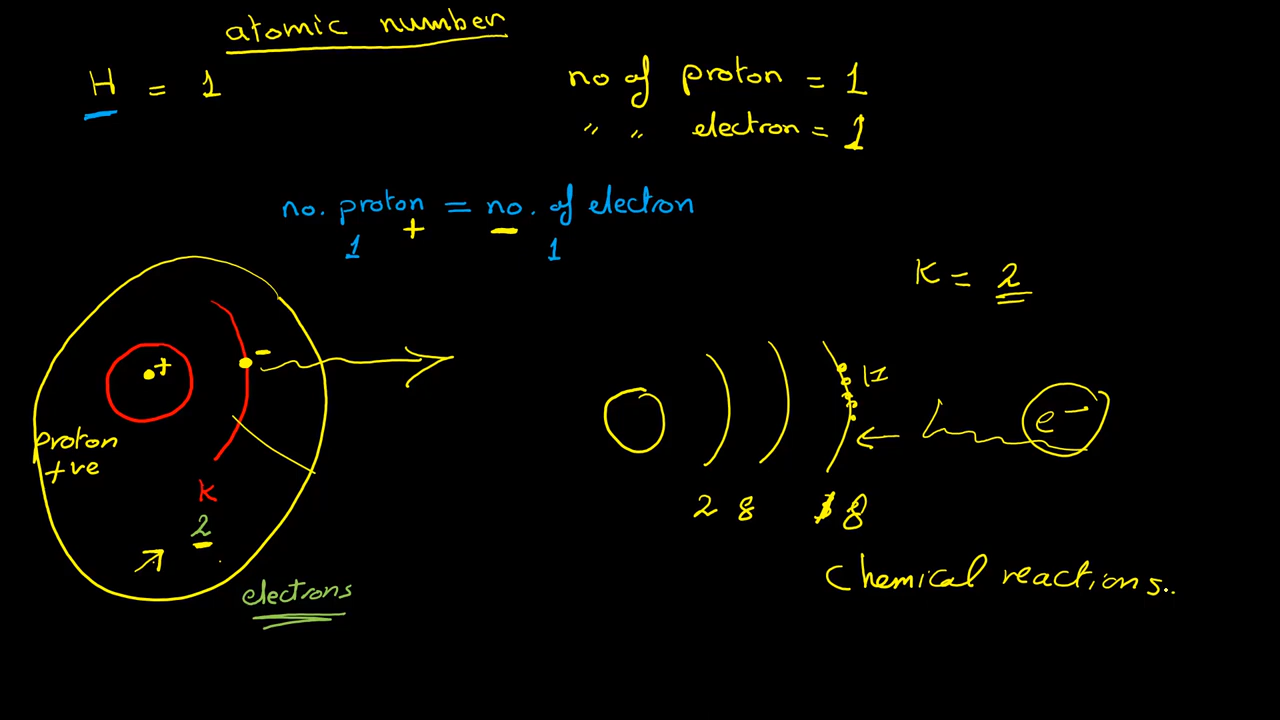 atomic number
H = 1
no of proton = 1
" " electron = 1
no. proton = no. of electron
+ -
1 1
K = 2
+ -
proton
+ve
e-
K
2
2 8 8
electrons
Chemical reactions..